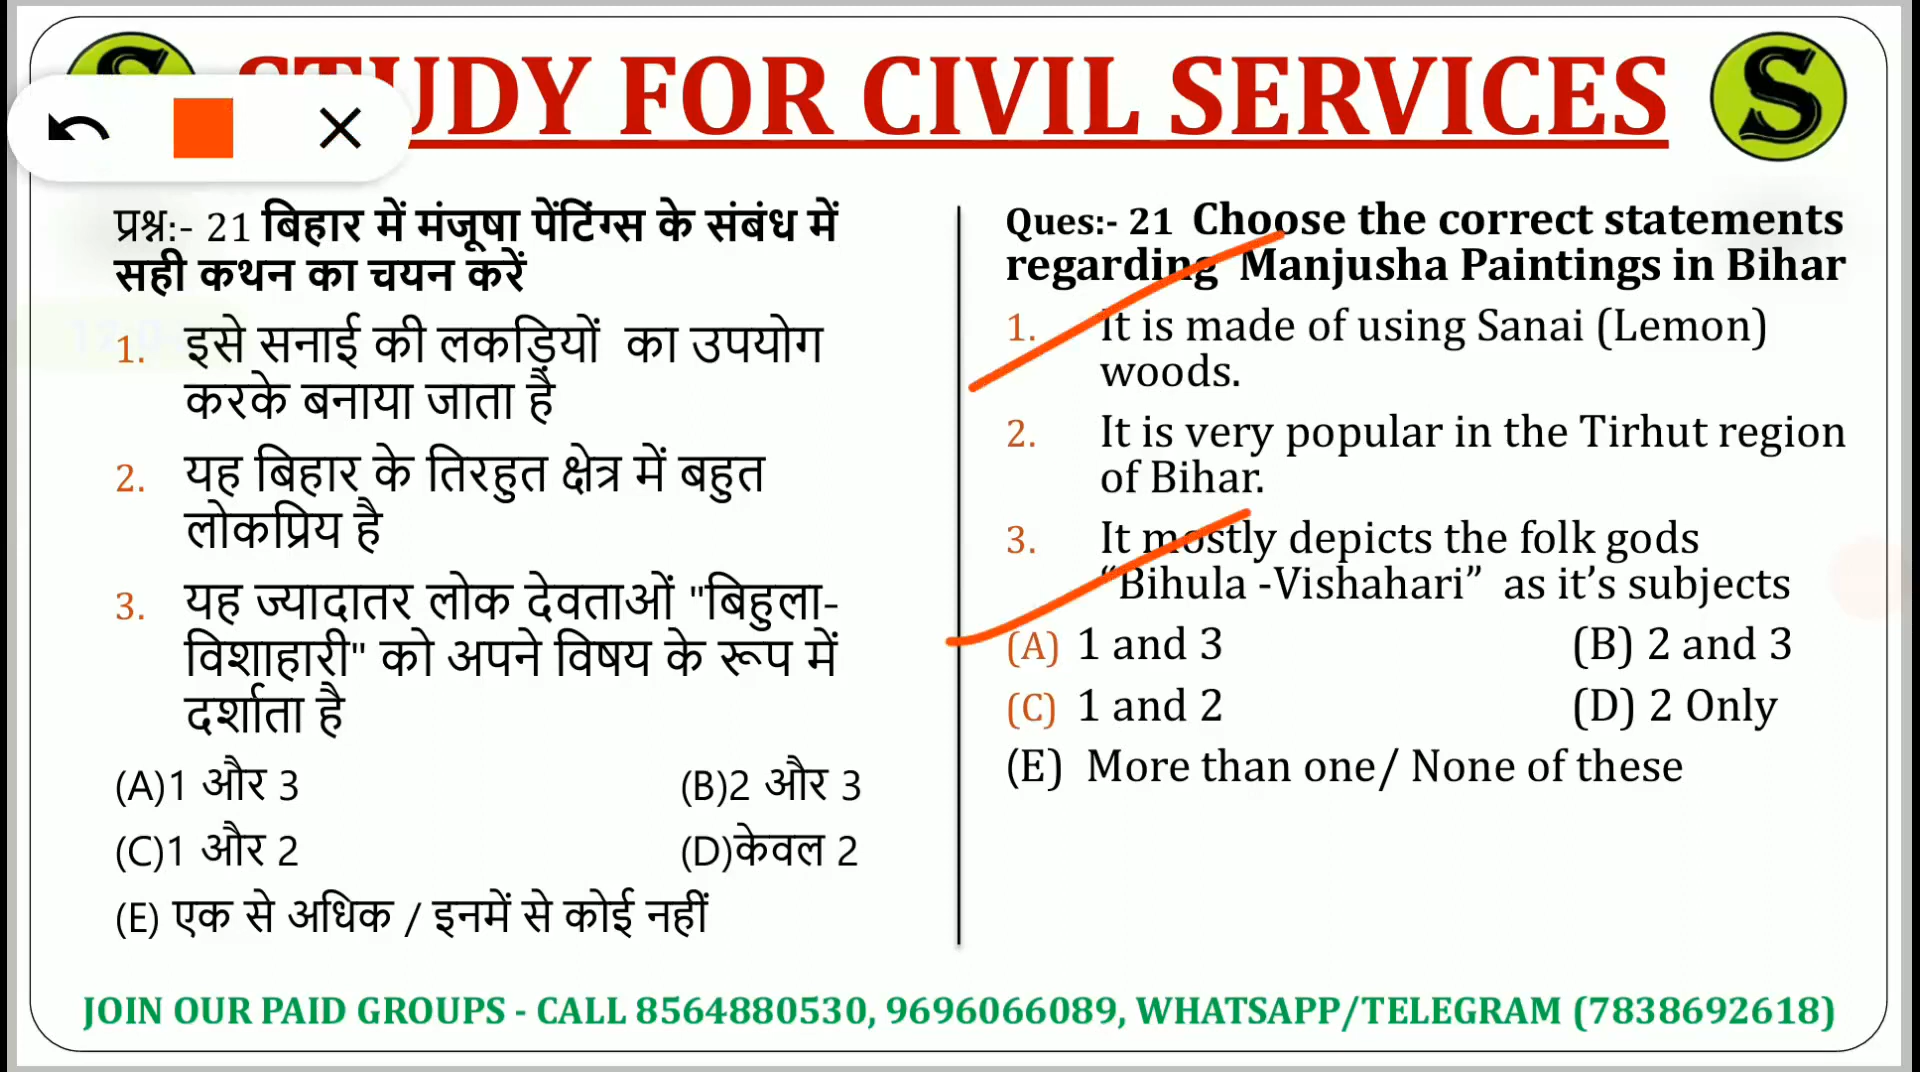 STUDY FOR CIVIL SERVICES
प्रश्न:- 21 बिहार में मंजूषा पेंटिंग्स के संबंध में
सही कथन का चयन करें
1. इसे सनाई की लकड़ियों का उपयोग
करके बनाया जाता है
2. यह बिहार के तिरहुत क्षेत्र में बहुत
लोकप्रिय है
3. यह ज्यादातर लोक देवताओं "बिहुला-
विशाहारी" को अपने विषय के रूप में
दर्शाता है
(A)1 और 3 (B)2 और 3
(C)1 और 2 (D)केवल 2
(E) एक से अधिक / इनमें से कोई नहीं
Ques:- 21 Choose the correct statements
regarding Manjusha Paintings in Bihar
1. It is made of using Sanai (Lemon)
woods.
2. It is very popular in the Tirhut region
of Bihar.
3. It mostly depicts the folk gods
“Bihula -Vishahari” as it’s subjects
(A) 1 and 3 (B) 2 and 3
(C) 1 and 2 (D) 2 Only
(E) More than one/ None of these
JOIN OUR PAID GROUPS - CALL 8564880530, 9696066089, WHATSAPP/TELEGRAM (7838692618)
S